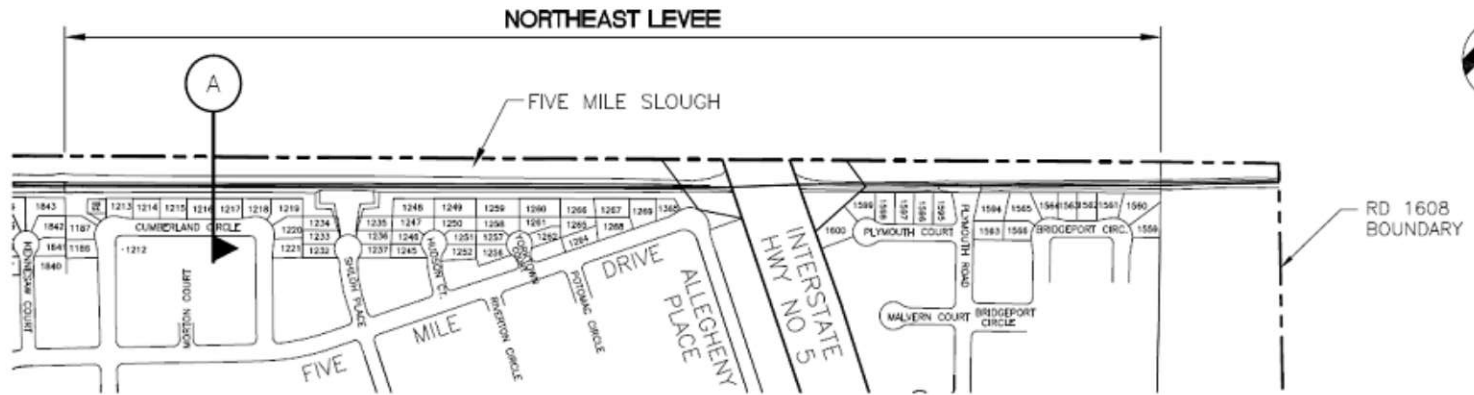 NORTHEAST LEVEE
A
FIVE MILE SLOUGH
RD 1608
BOUNDARY
1843
1213 1214 1215 1216 1217 1218 1219
1842 1187
1841 1186
1840
1212
CUMBERLAND CIRCLE
KENNESAW COURT
MORTON COURT
1220
1221
1234
1233
1232
SHILOH PLACE
1235
1236
1237
1248 1249 1259 1260 1266 1267 1269 1365
1247 1250 1258 1261 1265 1268
1246 1251 1257 1262 1264
1245 1252 1256
HUDSON CT.
YORKTOWN
RIVERTON CIRCLE
POTOMAC CIRCLE
FIVE MILE DRIVE
ALLEGHENY
PLACE
INTERSTATE
HWY NO 5
1599 1598 1597 1596 1595
1600
PLYMOUTH COURT
PLYMOUTH ROAD
1594 1565 1564 1563 1562 1561 1560
1593 1566
1559
BRIDGEPORT CIRC.
MALVERN COURT
BRIDGEPORT
CIRCLE